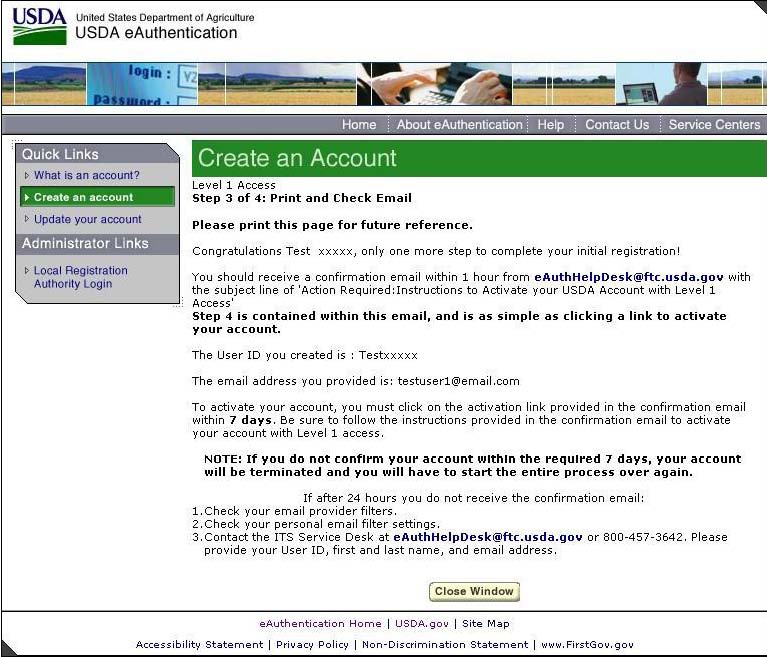 USDA
United States Department of Agriculture
USDA eAuthentication
login :
password :
Home
About eAuthentication
Help
Contact Us
Service Centers
Quick Links
What is an account?
Create an account
Update your account
Administrator Links
Local Registration
Authority Login
Create an Account
Level 1 Access
Step 3 of 4: Print and Check Email
Please print this page for future reference.
Congratulations Test xxxxx, only one more step to complete your initial registration!
You should receive a confirmation email within 1 hour from eAuthHelpDesk@ftc.usda.gov with
the subject line of 'Action Required:Instructions to Activate your USDA Account with Level 1
Access'
Step 4 is contained within this email, and is as simple as clicking a link to activate
your account.
The User ID you created is : Testxxxxx
The email address you provided is: testuser1@email.com
To activate your account, you must click on the activation link provided in the confirmation email
within 7 days. Be sure to follow the instructions provided in the confirmation email to activate
your account with Level 1 access.
NOTE: If you do not confirm your account within the required 7 days, your account
will be terminated and you will have to start the entire process over again.
If after 24 hours you do not receive the confirmation email:
1.Check your email provider filters.
2.Check your personal email filter settings.
3.Contact the ITS Service Desk at eAuthHelpDesk@ftc.usda.gov or 800-457-3642. Please
provide your User ID, first and last name, and email address.
Close Window
eAuthentication Home | USDA.gov | Site Map
Accessibility Statement | Privacy Policy | Non-Discrimination Statement | www.FirstGov.gov